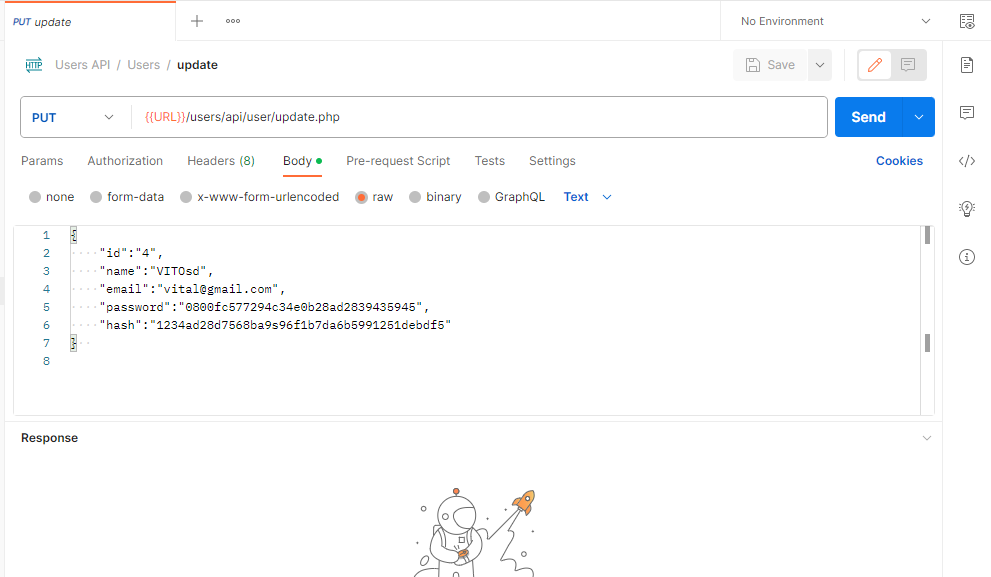 PUT update
No Environment
HTTP Users API / Users / update
Save
PUT {{URL}}/users/api/user/update.php
Send
Params Authorization Headers (8) Body Pre-request Script Tests Settings Cookies
none form-data x-www-form-urlencoded raw binary GraphQL Text
1 {
2 "id":"4",
3 "name":"VITOsd",
4 "email":"vital@gmail.com",
5 "password":"0800fc577294c34e0b28ad2839435945",
6 "hash":"1234ad28d7568ba9s96f1b7da6b5991251debdf5"
7 }
8
Response